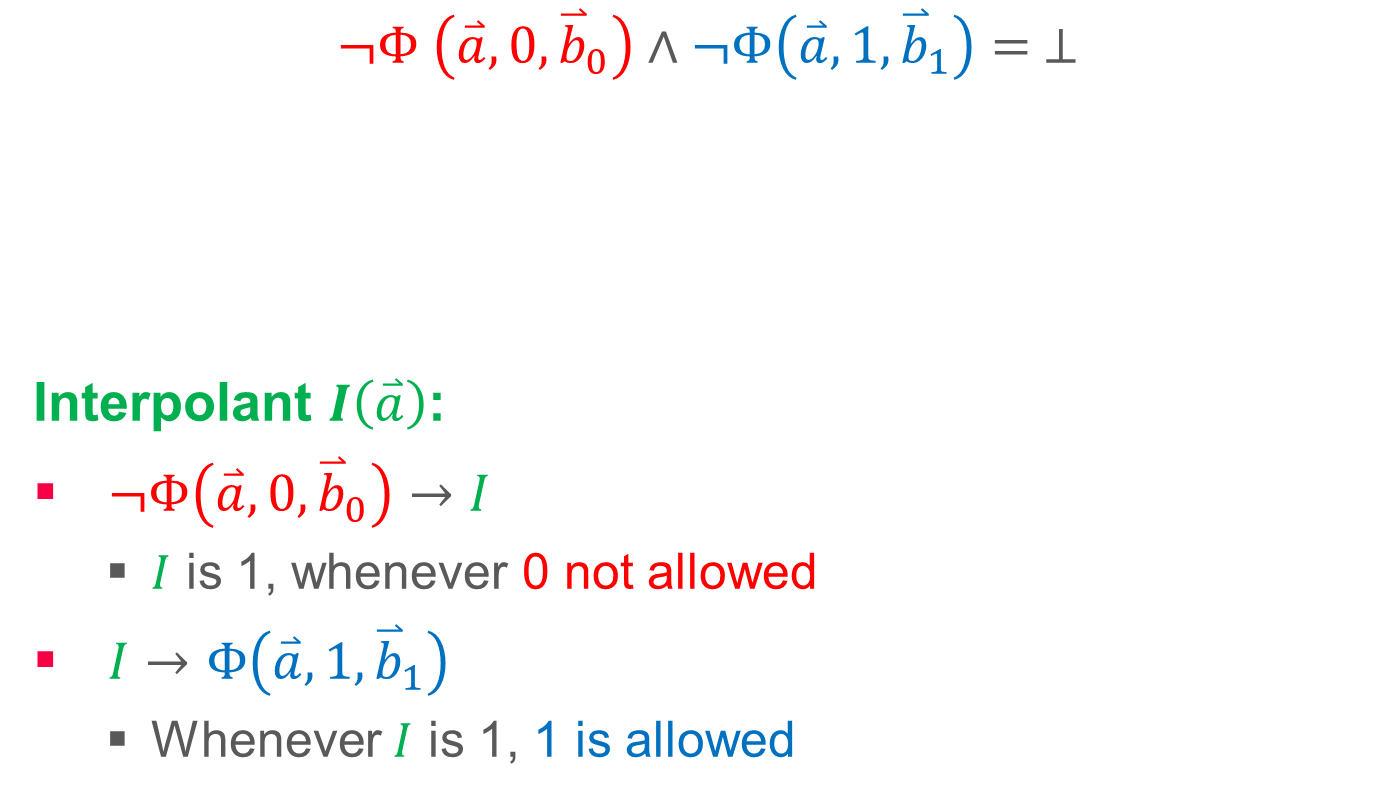 ¬Φ (a⃗, 0, b⃗₀) ∧ ¬Φ(a⃗, 1, b⃗₁) = ⊥
Interpolant I(a⃗):
▪ ¬Φ(a⃗, 0, b⃗₀) → I
▪ I is 1, whenever 0 not allowed
▪ I → Φ(a⃗, 1, b⃗₁)
▪ Whenever I is 1, 1 is allowed